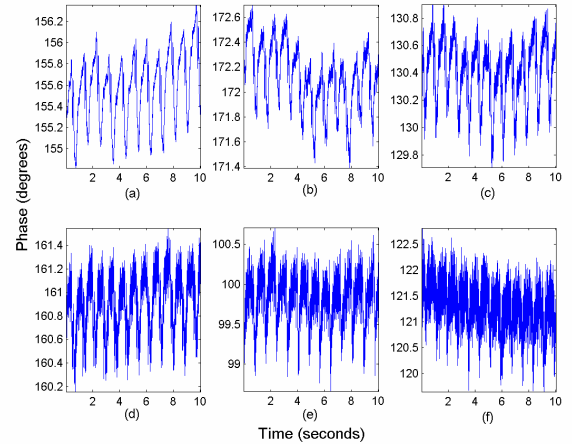 156.2
156
155.8
155.6
155.4
155.2
155
2 4 6 8 10
(a)
172.6
172.4
172.2
172
171.8
171.6
171.4
2 4 6 8 10
(b)
130.8
130.6
130.4
130.2
130
129.8
2 4 6 8 10
(c)
Phase (degrees)
161.4
161.2
161
160.8
160.6
160.4
160.2
2 4 6 8 10
(d)
100.5
100
99.5
99
2 4 6 8 10
(e)
122.5
122
121.5
121
120.5
120
2 4 6 8 10
(f)
Time (seconds)